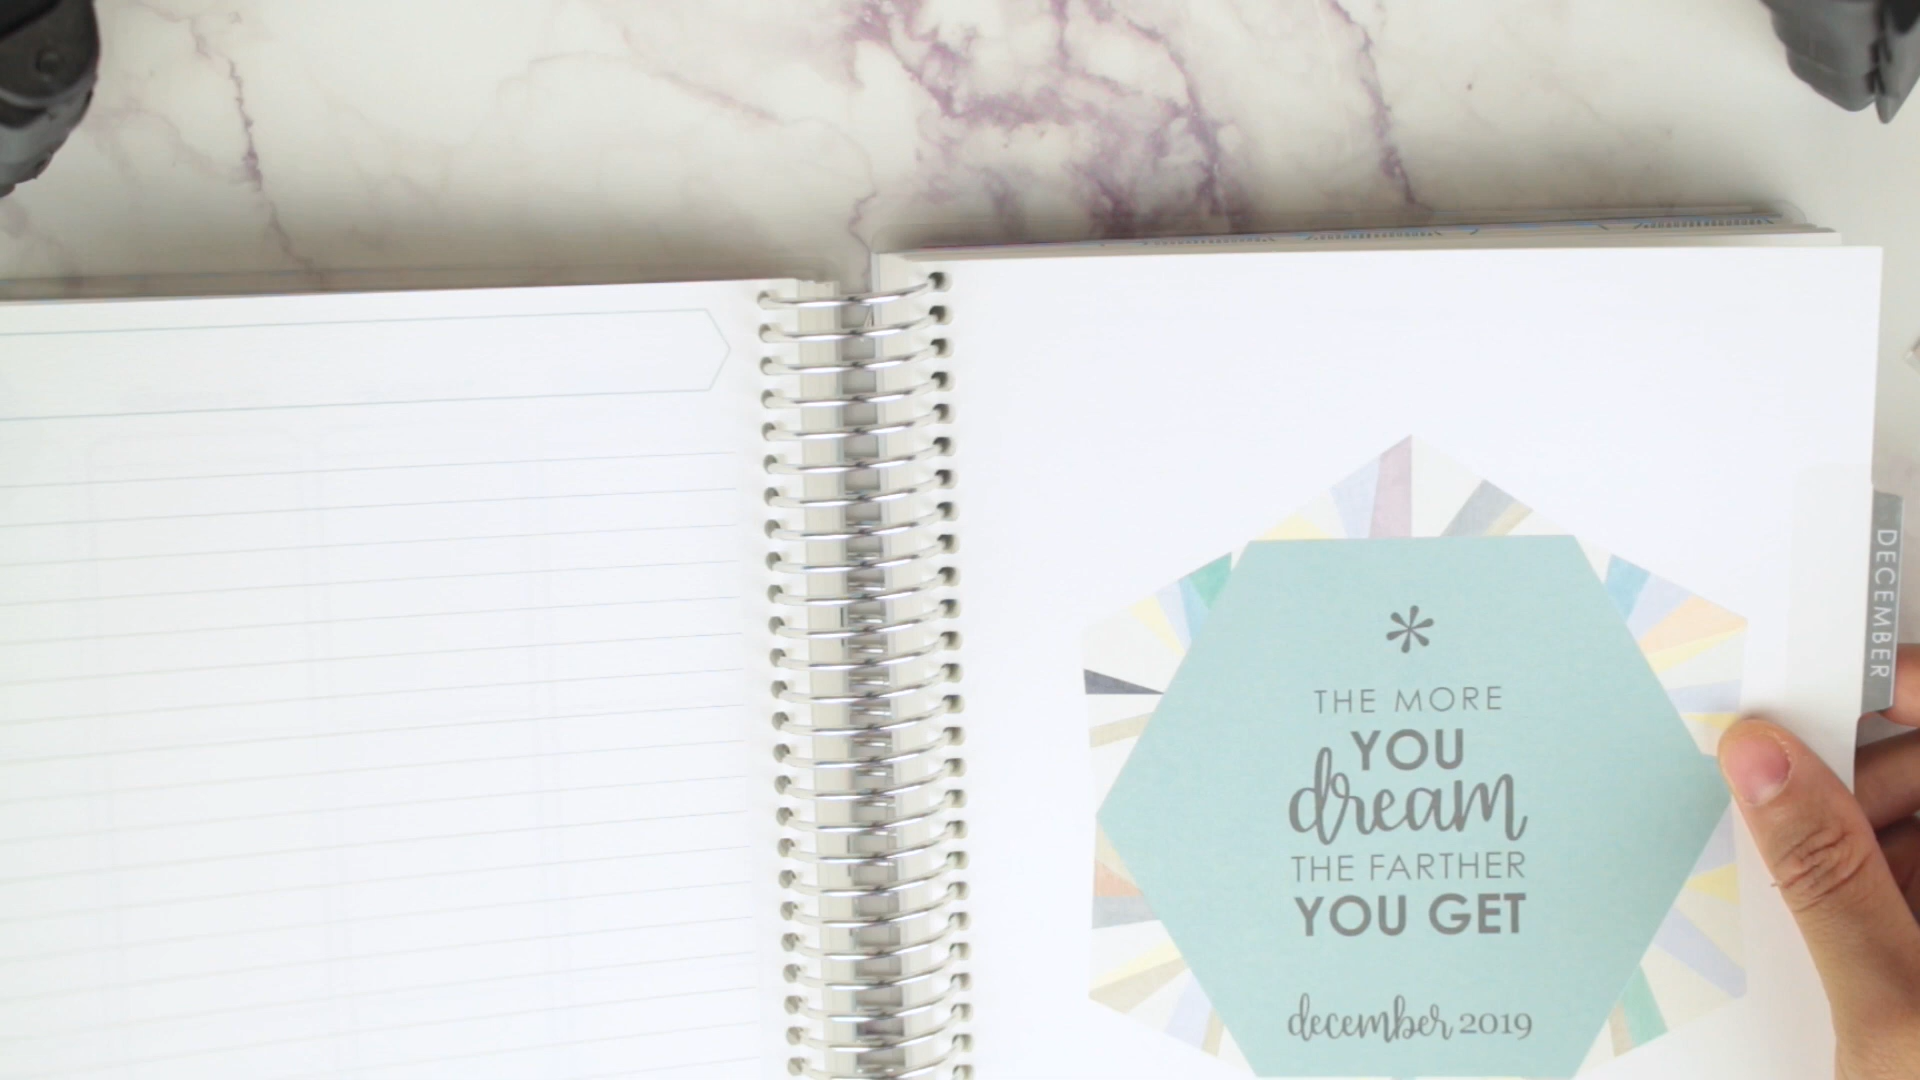 *
THE MORE
YOU
dream
THE FARTHER
YOU GET
december 2019
DECEMBER